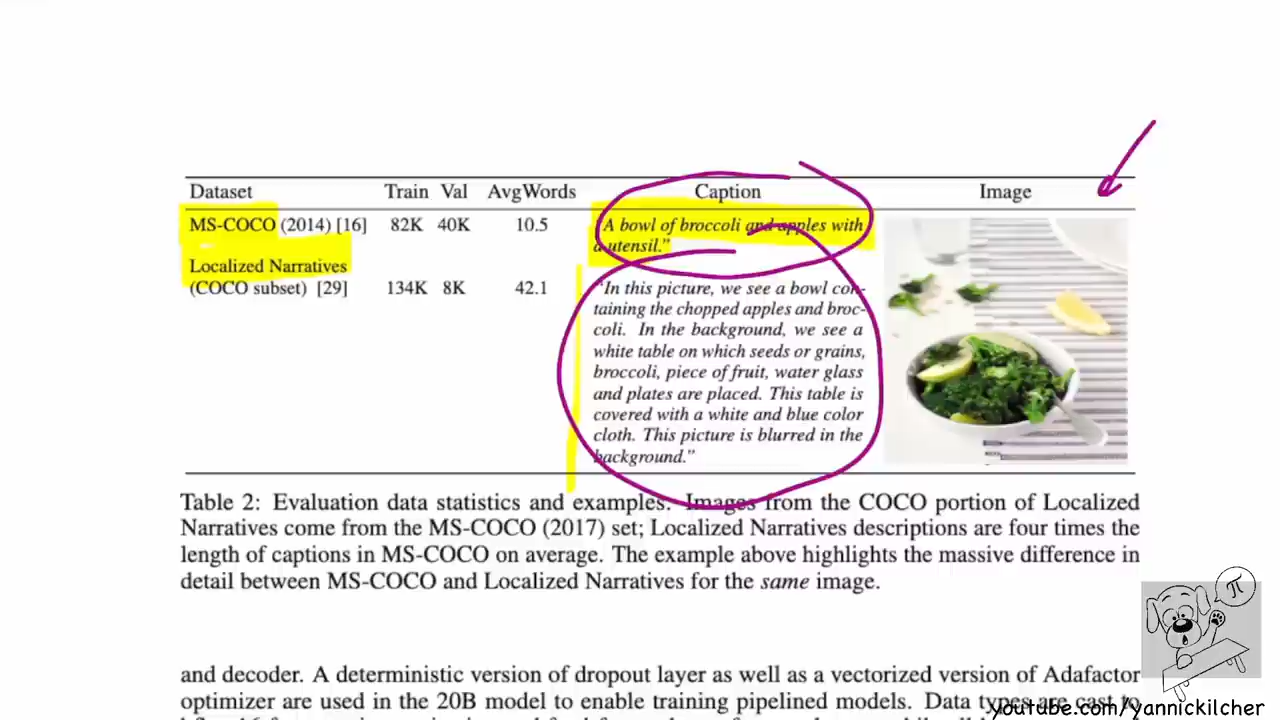 Dataset Train Val AvgWords Caption Image
MS-COCO (2014) [16] 82K 40K 10.5 "A bowl of broccoli and apples with
a utensil."
Localized Narratives
(COCO subset) [29] 134K 8K 42.1 "In this picture, we see a bowl con-
taining the chopped apples and broc-
coli. In the background, we see a
white table on which seeds or grains,
broccoli, piece of fruit, water glass
and plates are placed. This table is
covered with a white and blue color
cloth. This picture is blurred in the
background."
Table 2: Evaluation data statistics and examples. Images from the COCO portion of Localized
Narratives come from the MS-COCO (2017) set; Localized Narratives descriptions are four times the
length of captions in MS-COCO on average. The example above highlights the massive difference in
detail between MS-COCO and Localized Narratives for the same image.
π
and decoder. A deterministic version of dropout layer as well as a vectorized version of Adafactor
optimizer are used in the 20B model to enable training pipelined models. Data types are cast to
youtube.com/yannickilcher